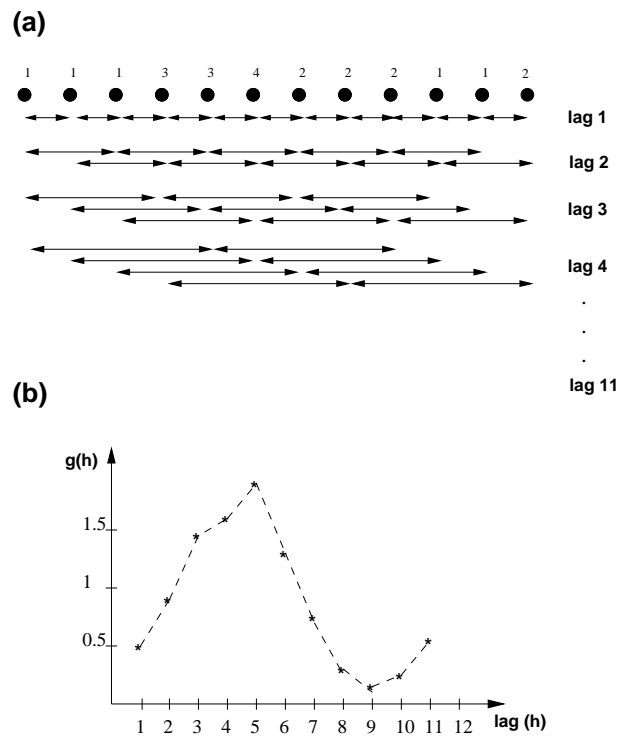 (a)
1 1 1 3 3 4 2 2 2 1 1 2
lag 1
lag 2
lag 3
lag 4
.
.
.
lag 11
(b)
g(h)
1.5
1
0.5
1 2 3 4 5 6 7 8 9 10 11 12
lag (h)